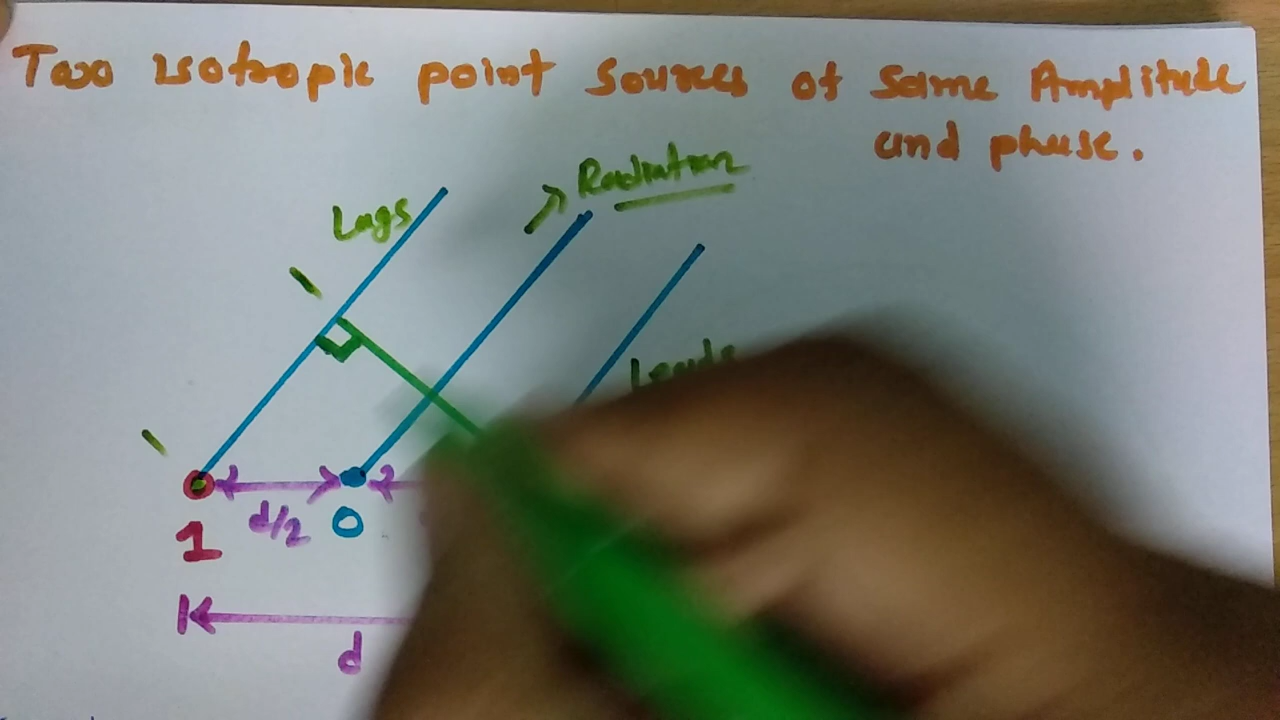 Two isotropic point sources of same Amplitude
and phase.
Radiation
Lags
Leads
d/2
0
1
d